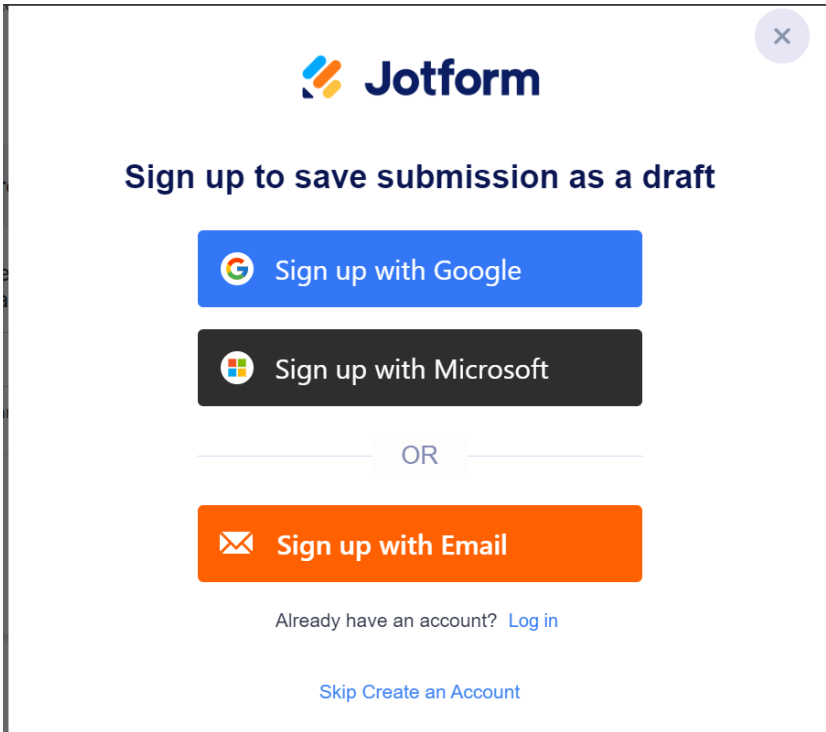 Jotform
Sign up to save submission as a draft
Sign up with Google
Sign up with Microsoft
OR
Sign up with Email
Already have an account? Log in
Skip Create an Account